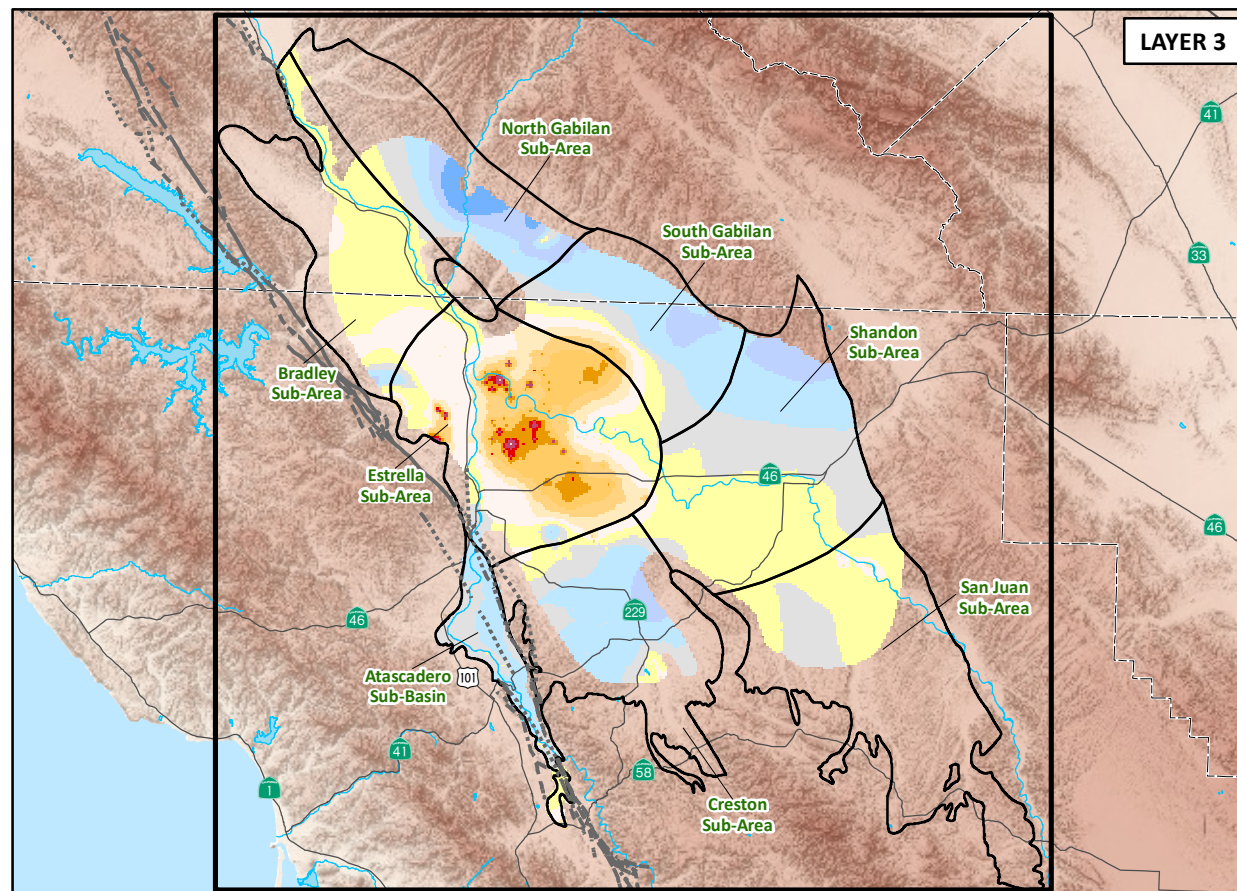 LAYER 3
41
North Gabilan
Sub-Area
South Gabilan
Sub-Area
33
Shandon
Sub-Area
Bradley
Sub-Area
Estrella
Sub-Area
46
46
San Juan
Sub-Area
229
46
Atascadero
Sub-Basin
101
41
58
1
Creston
Sub-Area